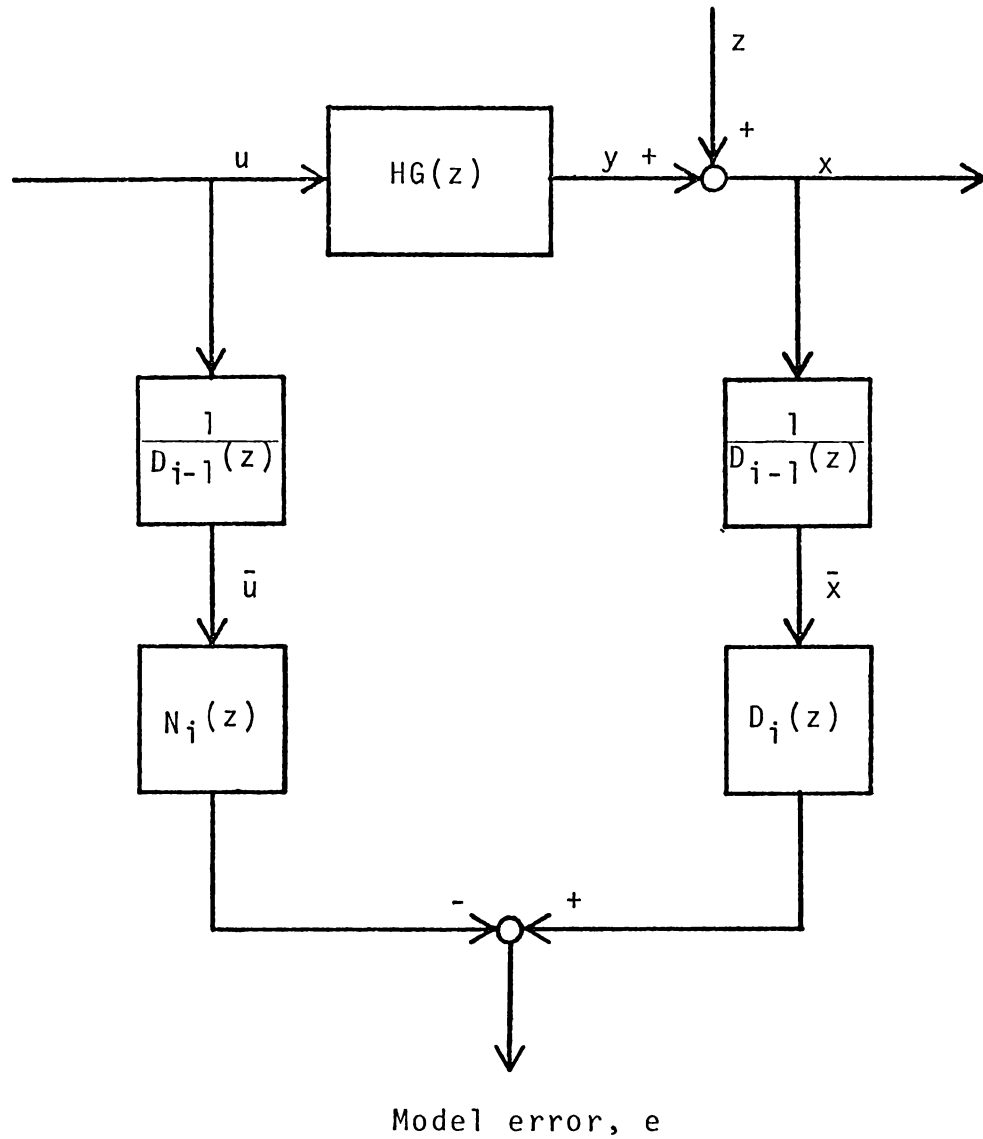 z
+
u
HG(z)
y +
x
1
D_{i-1}(z)
1
D_{i-1}(z)
ū
x̄
N_i(z)
D_i(z)
-
+
Model error, e